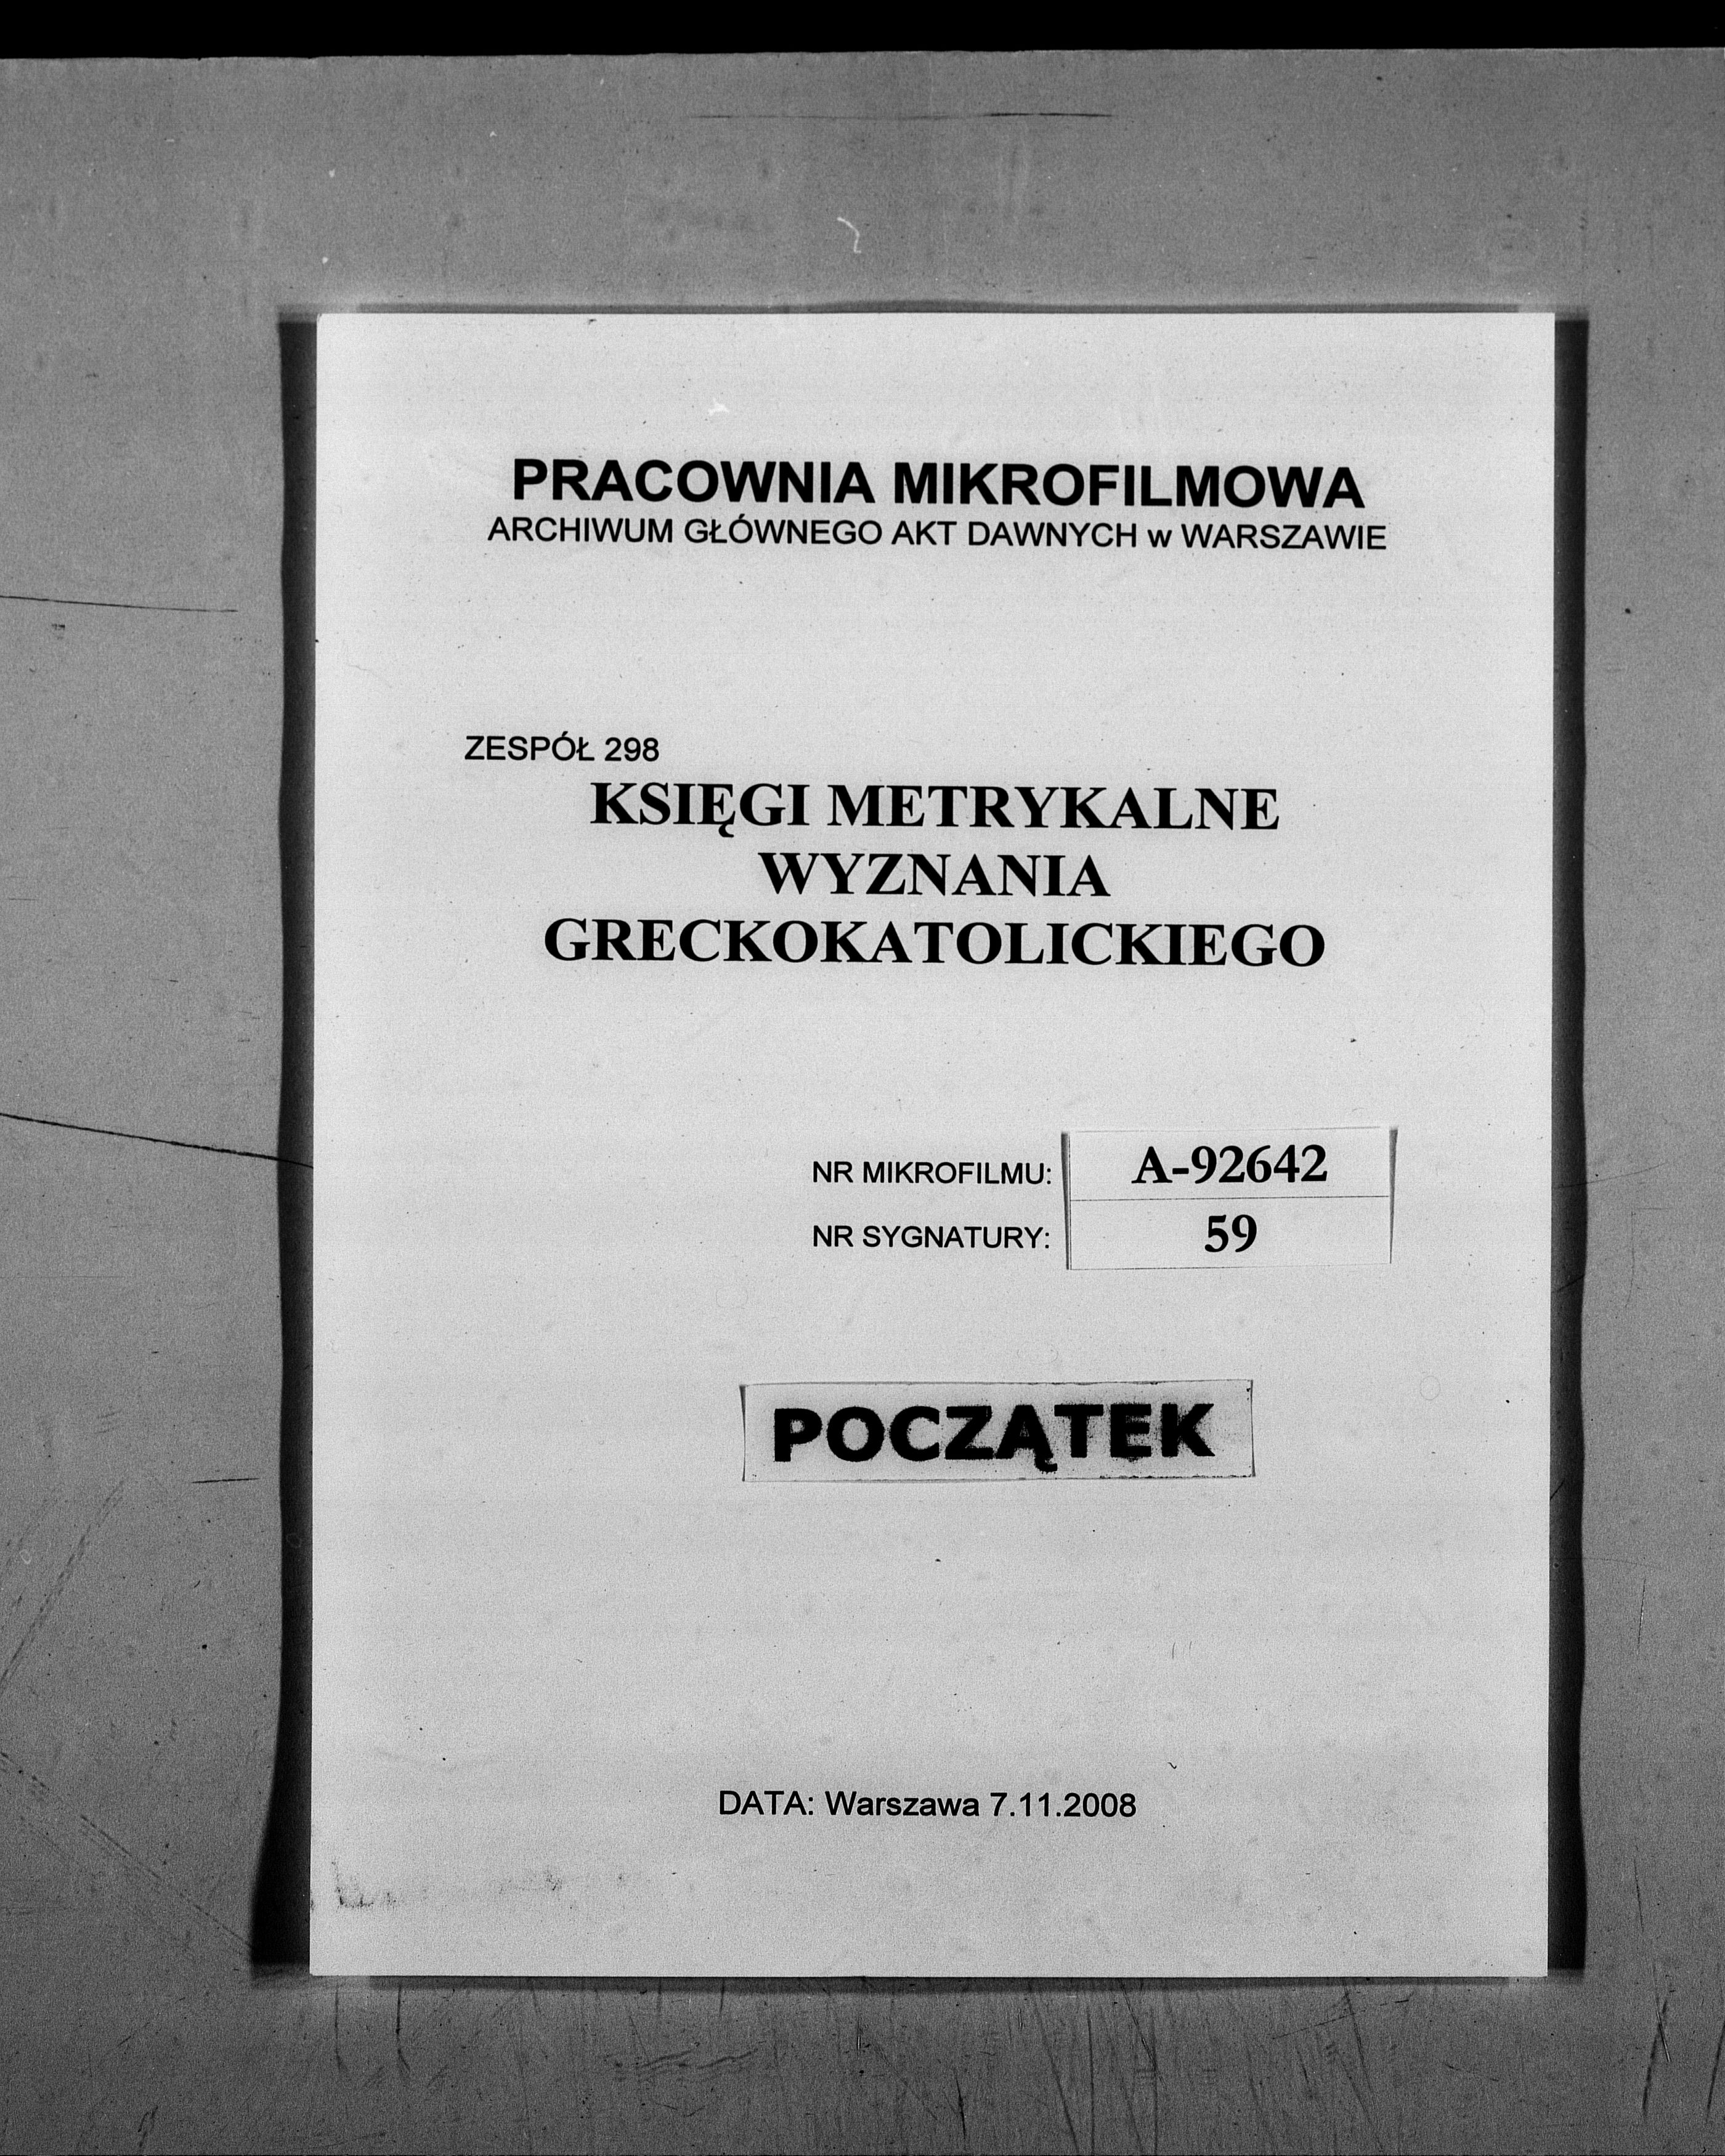 PRACOWNIA MIKROFILMOWA
ARCHIWUM GŁÓWNEGO AKT DAWNYCH w WARSZAWIE
ZESPÓŁ 298
KSIĘGI METRYKALNE
WYZNANIA
GRECKOKATOLICKIEGO
NR MIKROFILMU: A-92642
NR SYGNATURY: 59
POCZĄTEK
DATA: Warszawa 7.11.2008